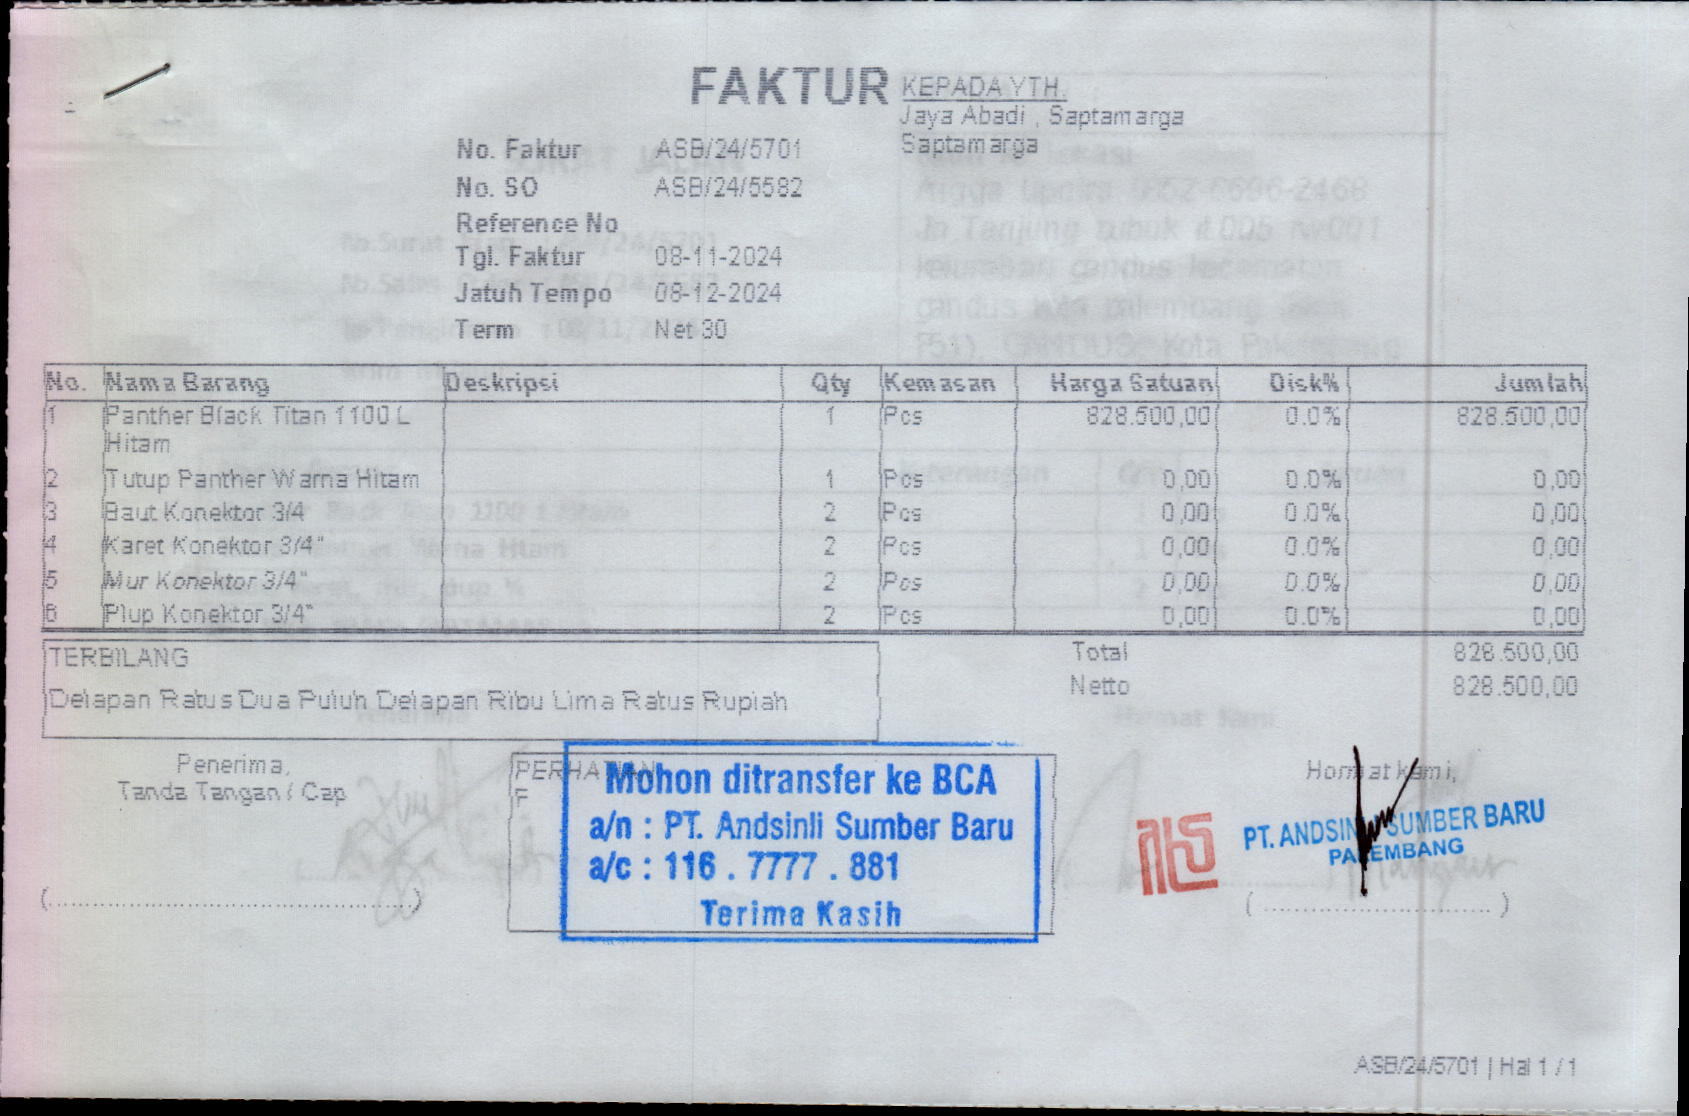 FAKTUR
KEPADA YTH.
Jaya Abadi , Saptamarga
Saptamarga
No. Faktur ASB/24/5701
No. SO ASB/24/5582
Reference No
Tgl. Faktur 08-11-2024
Jatuh Tempo 08-12-2024
Term Net 30
No. Nama Barang Deskripsi Qty Kemasan Harga Satuan Disk% Jumlah
1 Panther Black Titan 1100 L 1 Pcs 828.500,00 0.0% 828.500,00
Hitam
2 Tutup Panther Warna Hitam 1 Pcs 0,00 0.0% 0,00
3 Baut Konektor 3/4 2 Pcs 0,00 0.0% 0,00
4 Karet Konektor 3/4" 2 Pcs 0,00 0.0% 0,00
5 Mur Konektor 3/4" 2 Pcs 0,00 0.0% 0,00
6 Plup Konektor 3/4" 2 Pcs 0,00 0.0% 0,00
TERBILANG
Delapan Ratus Dua Puluh Delapan Ribu Lima Ratus Rupiah
Total 828.500,00
Netto 828.500,00
Penerima,
Tanda Tangan / Cap
(..........................................)
PERHATIAN
F
Mohon ditransfer ke BCA
a/n : PT. Andsinli Sumber Baru
a/c : 116 . 7777 . 881
Terima Kasih
Hormat kami,
PT. ANDSINLI SUMBER BARU
PALEMBANG
(..............................)
ASB/24/5701 | Hal 1 / 1